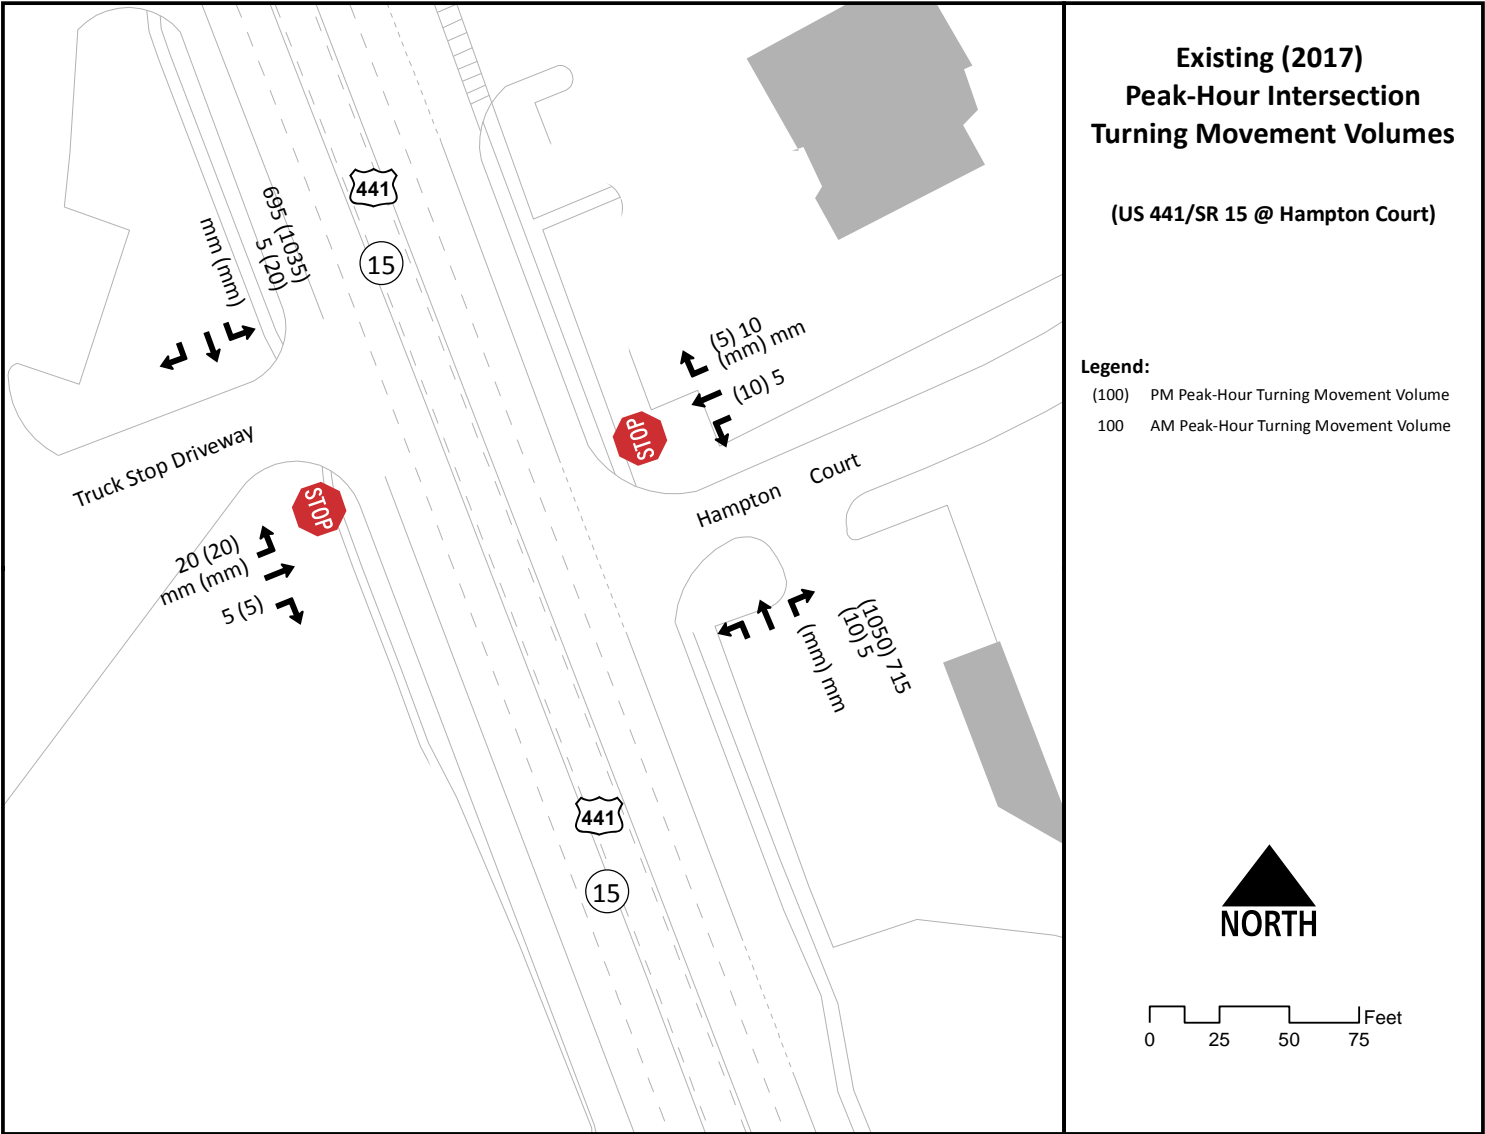 Existing (2017)
Peak-Hour Intersection
Turning Movement Volumes
(US 441/SR 15 @ Hampton Court)
Legend:
(100) PM Peak-Hour Turning Movement Volume
100 AM Peak-Hour Turning Movement Volume
NORTH
Feet
0 25 50 75
441
15
695 (1035)
5 (20)
mm (mm)
(5) 10
(mm) mm
(10) 5
STOP
Truck Stop Driveway
Hampton Court
STOP
20 (20)
mm (mm)
5 (5)
(1050) 715
(10) 5
(mm) mm
441
15